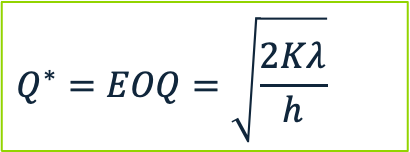 Q* = EOQ = √(2Kλ/h)